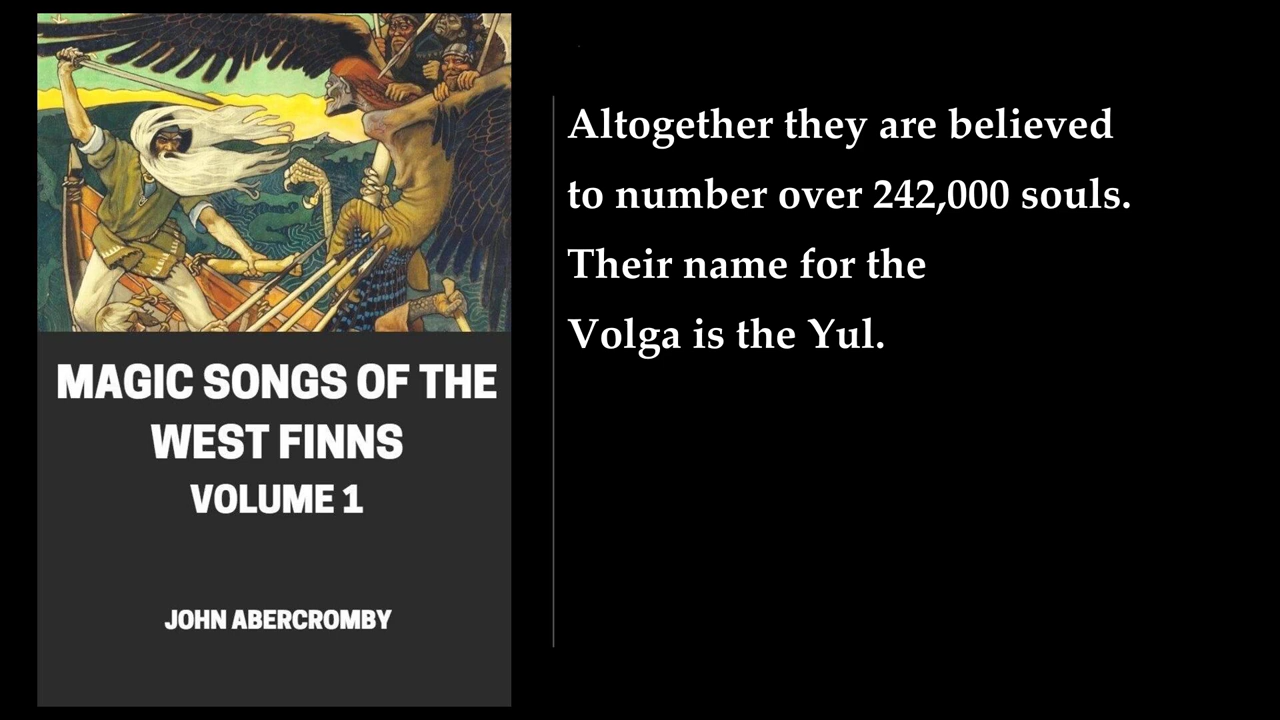 MAGIC SONGS OF THE
WEST FINNS
VOLUME 1
JOHN ABERCROMBY
Altogether they are believed
to number over 242,000 souls.
Their name for the
Volga is the Yul.